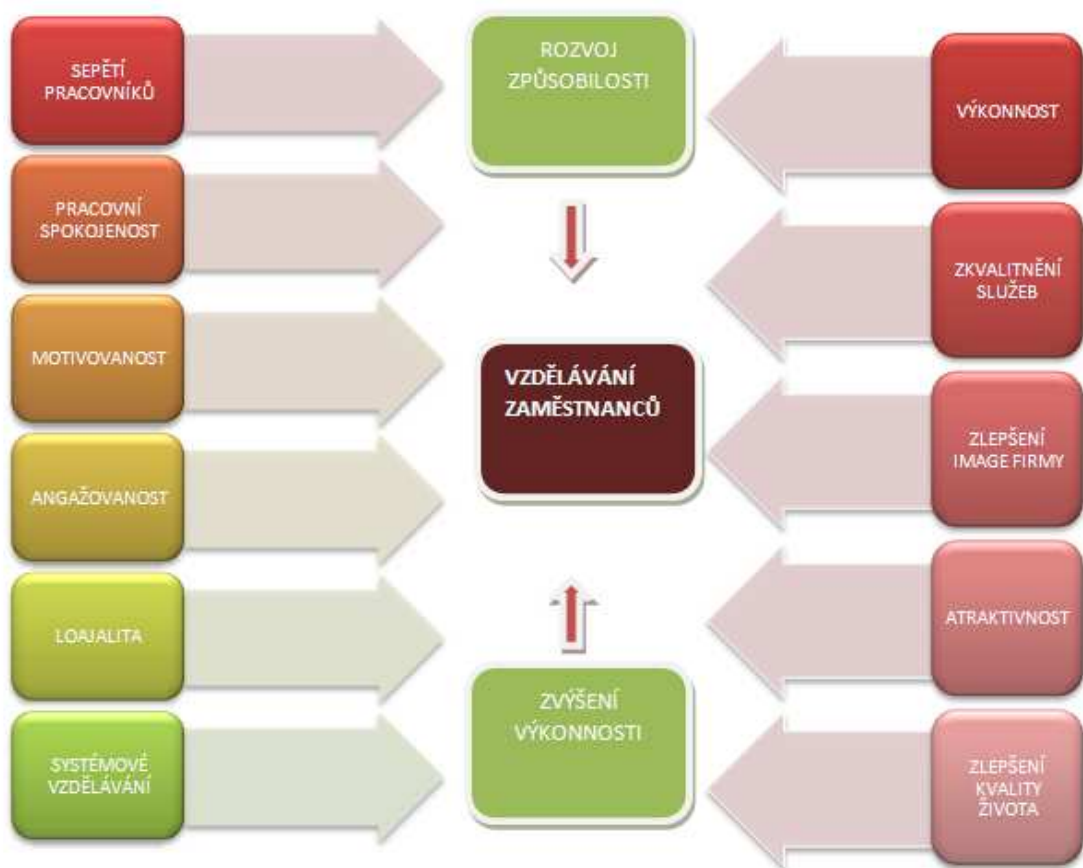 SEPĚTÍ
PRACOVNÍKŮ
PRACOVNÍ
SPOKOJENOST
MOTIVOVANOST
ANGAŽOVANOST
LOAJALITA
SYSTÉMOVÉ
VZDĚLÁVÁNÍ
ROZVOJ
ZPŮSOBILOSTI
VZDĚLÁVÁNÍ
ZAMĚSTNANCŮ
ZVÝŠENÍ
VÝKONNOSTI
VÝKONNOST
ZKVALITNĚNÍ
SLUŽEB
ZLEPŠENÍ
IMAGE FIRMY
ATRAKTIVNOST
ZLEPŠENÍ
KVALITY
ŽIVOTA